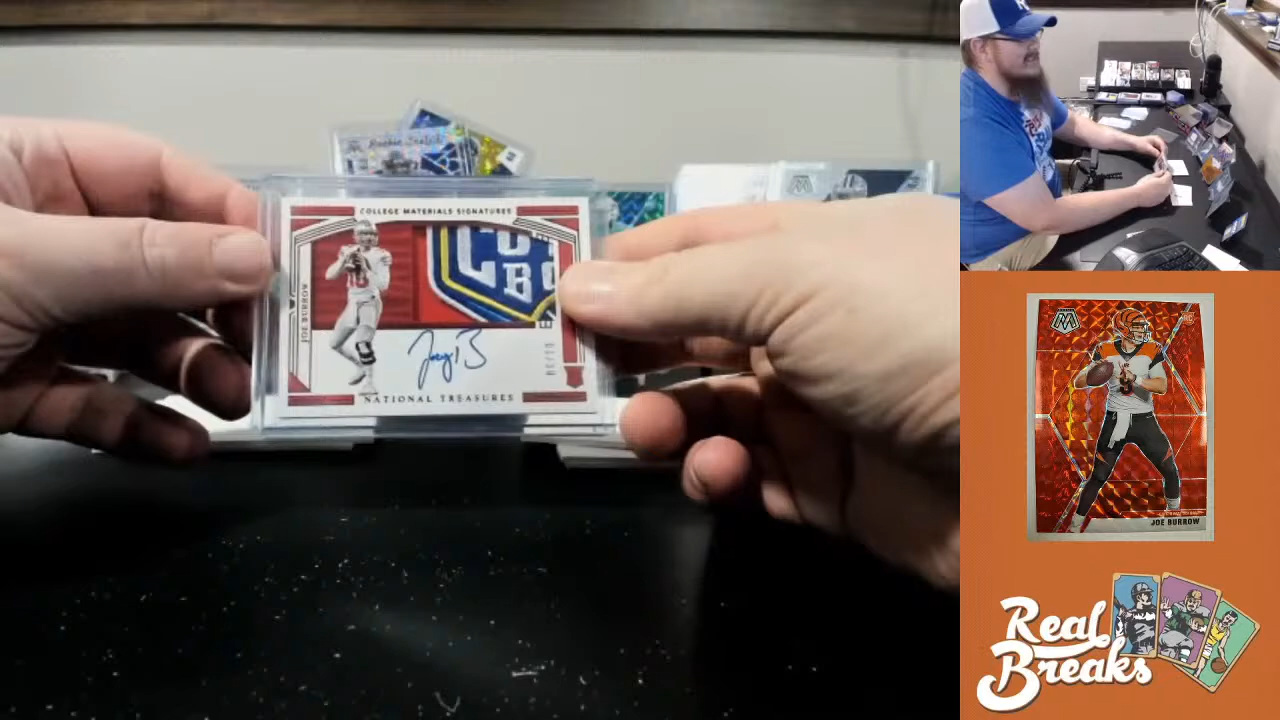 COLLEGE MATERIALS SIGNATURES
JOE BURROW
NATIONAL TREASURES
JOE BURROW
Real
Breaks